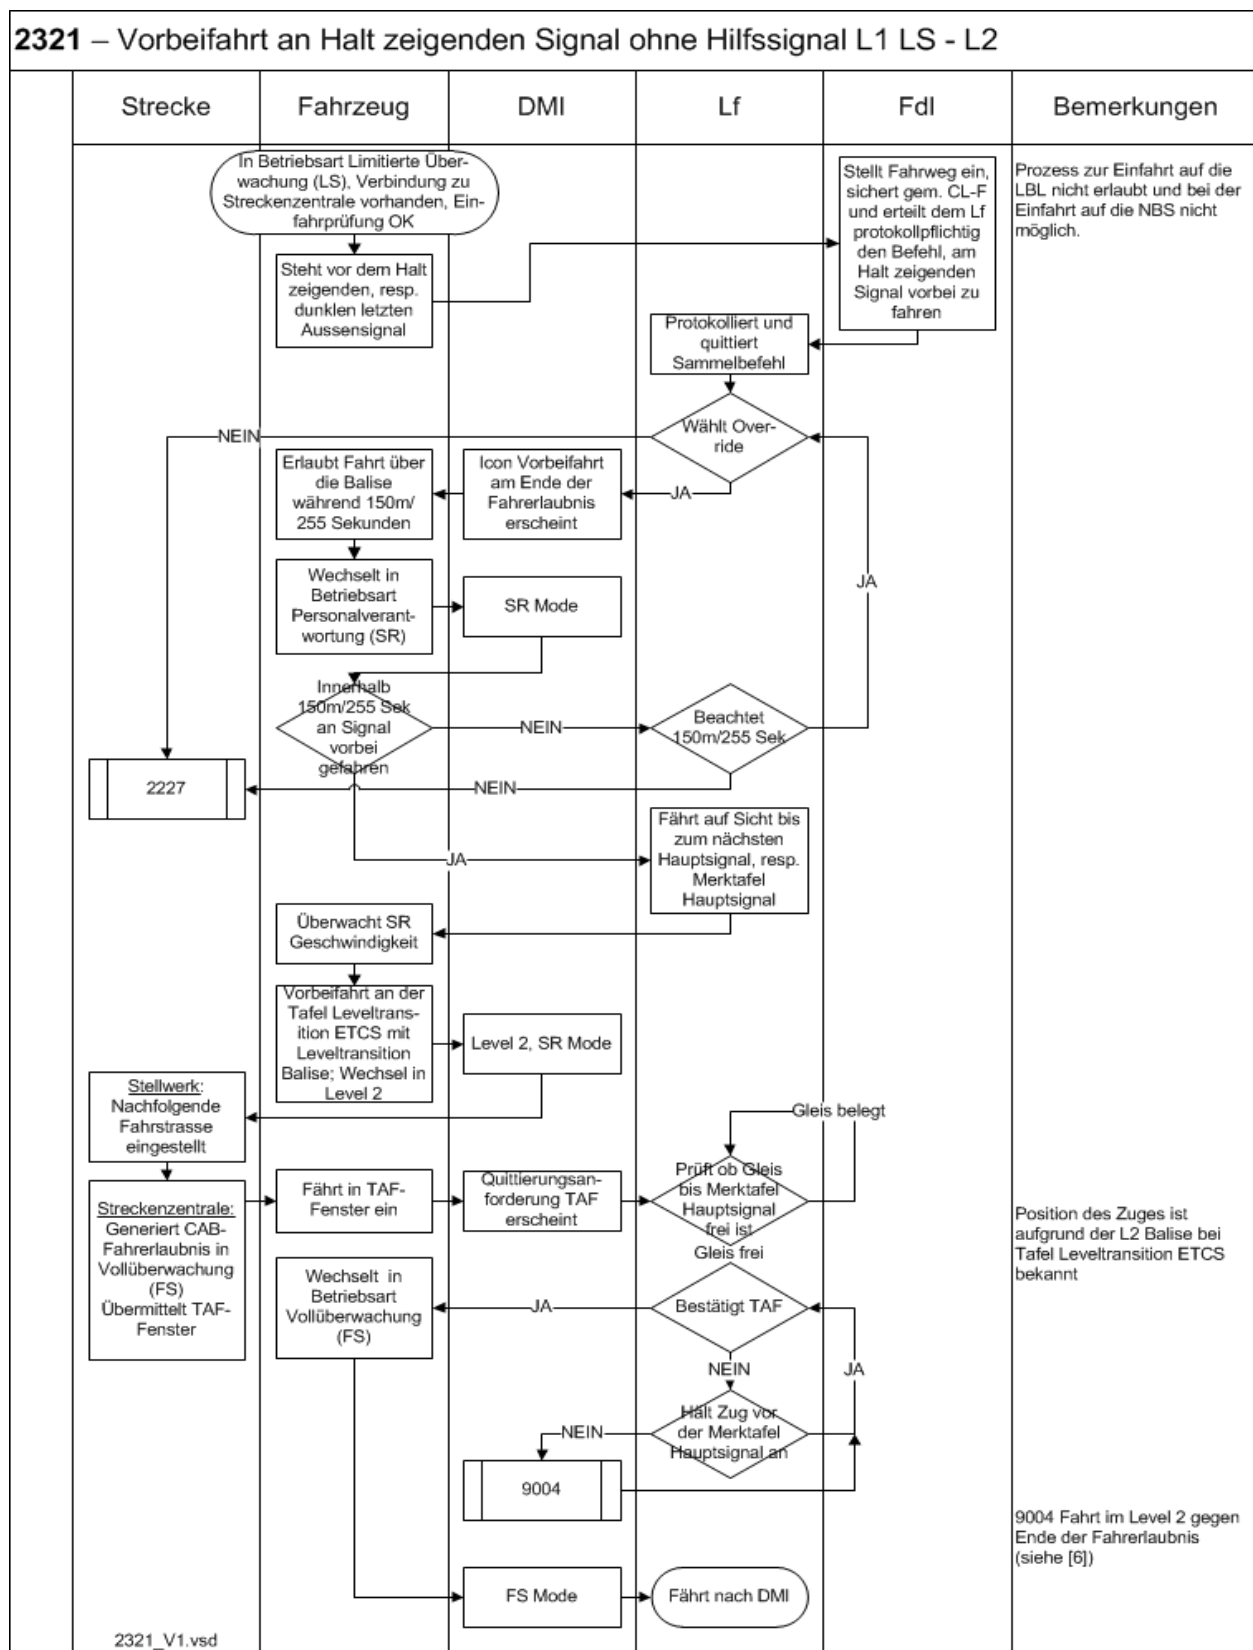 2321 – Vorbeifahrt an Halt zeigenden Signal ohne Hilfssignal L1 LS - L2
Strecke
Fahrzeug
DMI
Lf
Fdl
Bemerkungen
In Betriebsart Limitierte Über-
wachung (LS), Verbindung zu
Streckenzentrale vorhanden, Ein-
fahrprüfung OK
Stellt Fahrweg ein,
sichert gem. CL-F
und erteilt dem Lf
protokollpflichtig
den Befehl, am
Halt zeigenden
Signal vorbei zu
fahren
Prozess zur Einfahrt auf die
LBL nicht erlaubt und bei der
Einfahrt auf die NBS nicht
möglich.
Steht vor dem Halt
zeigenden, resp.
dunklen letzten
Aussensignal
Protokolliert und
quittiert
Sammelbefehl
Wählt Over-
ride
NEIN
Erlaubt Fahrt über
die Balise
während 150m/
255 Sekunden
Icon Vorbeifahrt
am Ende der
Fahrerlaubnis
erscheint
JA
Wechselt in
Betriebsart
Personalverant-
wortung (SR)
SR Mode
JA
Innerhalb
150m/255 Sek
an Signal
vorbei
gefahren
NEIN
Beachtet
150m/255 Sek
2227
NEIN
Fährt auf Sicht bis
zum nächsten
Hauptsignal, resp.
Merktafel
Hauptsignal
JA
Überwacht SR
Geschwindigkeit
Vorbeifahrt an der
Tafel Leveltrans-
ition ETCS mit
Leveltransition
Balise; Wechsel in
Level 2
Level 2, SR Mode
Stellwerk:
Nachfolgende
Fahrstrasse
eingestellt
Gleis belegt
Streckenzentrale:
Generiert CAB-
Fahrerlaubnis in
Vollüberwachung
(FS)
Übermittelt TAF-
Fenster
Fährt in TAF-
Fenster ein
Quittierungsan-
forderung TAF
erscheint
Prüft ob Gleis
bis Merktafel
Hauptsignal
frei ist
Gleis frei
Position des Zuges ist
aufgrund der L2 Balise bei
Tafel Leveltransition ETCS
bekannt
Wechselt in
Betriebsart
Vollüberwachung
(FS)
JA
Bestätigt TAF
NEIN
JA
Hält Zug vor
der Merktafel
Hauptsignal an
NEIN
9004
9004 Fahrt im Level 2 gegen
Ende der Fahrerlaubnis
(siehe [6])
FS Mode
Fährt nach DMI
2321_V1.vsd